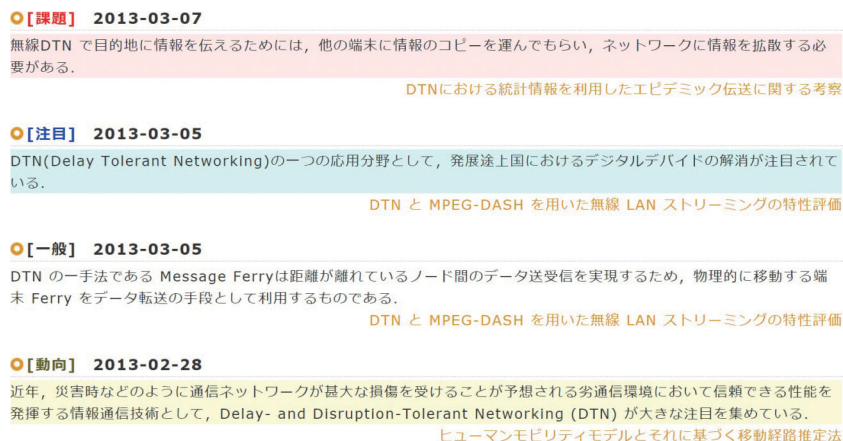 [課題] 2013-03-07
無線DTN で目的地に情報を伝えるためには，他の端末に情報のコピーを運んでもらい，ネットワークに情報を拡散する必
要がある．
DTNにおける統計情報を利用したエピデミック伝送に関する考察
[注目] 2013-03-05
DTN(Delay Tolerant Networking)の一つの応用分野として，発展途上国におけるデジタルデバイドの解消が注目されて
いる．
DTN と MPEG-DASH を用いた無線 LAN ストリーミングの特性評価
[一般] 2013-03-05
DTN の一手法である Message Ferryは距離が離れているノード間のデータ送受信を実現するため，物理的に移動する端
末 Ferry をデータ転送の手段として利用するものである．
DTN と MPEG-DASH を用いた無線 LAN ストリーミングの特性評価
[動向] 2013-02-28
近年，災害時などのように通信ネットワークが甚大な損傷を受けることが予想される劣通信環境において信頼できる性能を
発揮する情報通信技術として，Delay- and Disruption-Tolerant Networking (DTN) が大きな注目を集めている．
ヒューマンモビリティモデルとそれに基づく移動経路推定法